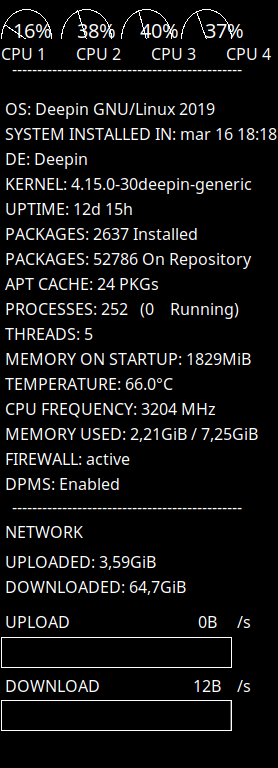 16% 38% 40% 37%
CPU 1 CPU 2 CPU 3 CPU 4
----------------------------------------------
OS: Deepin GNU/Linux 2019
SYSTEM INSTALLED IN: mar 16 18:18
DE: Deepin
KERNEL: 4.15.0-30deepin-generic
UPTIME: 12d 15h
PACKAGES: 2637 Installed
PACKAGES: 52786 On Repository
APT CACHE: 24 PKGs
PROCESSES: 252 (0 Running)
THREADS: 5
MEMORY ON STARTUP: 1829MiB
TEMPERATURE: 66.0°C
CPU FREQUENCY: 3204 MHz
MEMORY USED: 2,21GiB / 7,25GiB
FIREWALL: active
DPMS: Enabled
----------------------------------------------
NETWORK
UPLOADED: 3,59GiB
DOWNLOADED: 64,7GiB
UPLOAD 0B /s
DOWNLOAD 12B /s